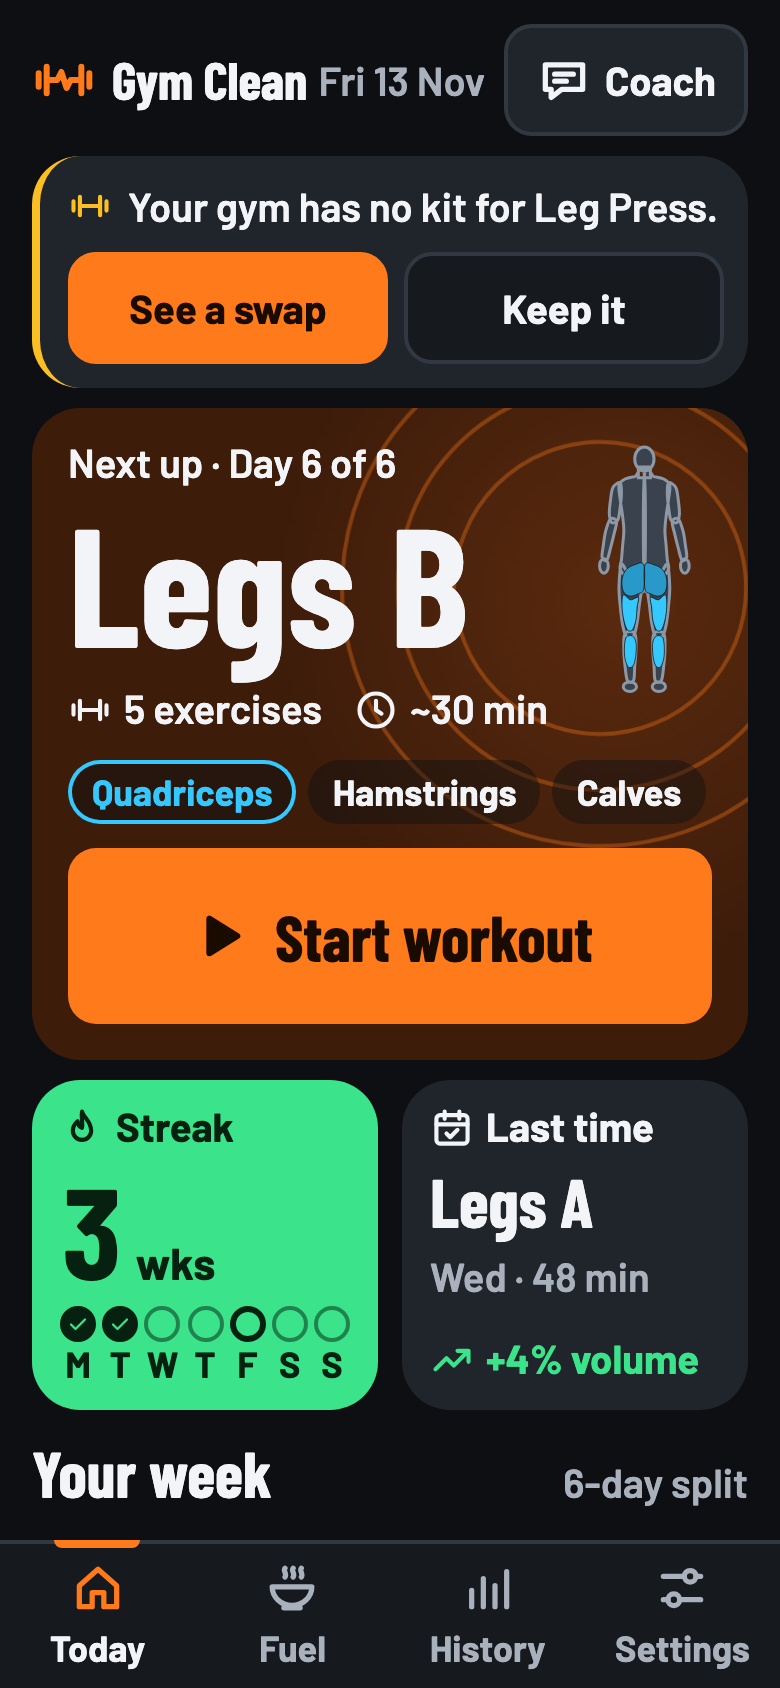 Gym Clean Fri 13 Nov
Coach
Your gym has no kit for Leg Press.
See a swap
Keep it
Next up · Day 6 of 6
Legs B
5 exercises
~30 min
Quadriceps
Hamstrings
Calves
Start workout
Streak
3 wks
M T W T F S S
Last time
Legs A
Wed · 48 min
+4% volume
Your week
6-day split
Today
Fuel
History
Settings